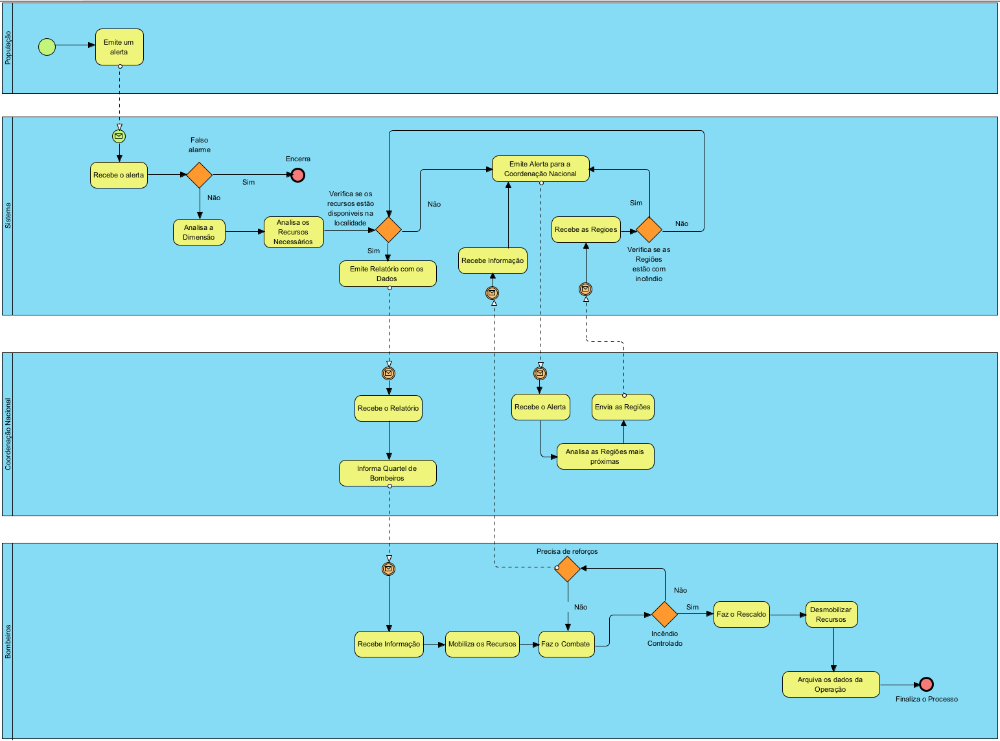 População
Emite um
alerta
Sistema
Falso
alarme
Encerra
Recebe o alerta
Sim
Não
Analisa a
Dimensão
Analisa os
Recursos
Necessários
Verifica se os
recursos estão
disponiveis na
localidade
Não
Sim
Emite Relatório com os
Dados
Emite Alerta para a
Coordenação Nacional
Recebe Informação
Recebe as Regioes
Sim
Não
Verifica se as
Regiões
estão com
incêndio
Coordenação Nacional
Recebe o Relatório
Informa Quartel de
Bombeiros
Recebe o Alerta
Envia as Regiões
Analisa as Regiões mais
próximas
Bombeiros
Precisa de reforços
Não
Não
Sim
Incêndio
Controlado
Recebe Informação
Mobiliza os Recursos
Faz o Combate
Faz o Rescaldo
Desmobilizar
Recursos
Arquiva os dados da
Operação
Finaliza o Processo